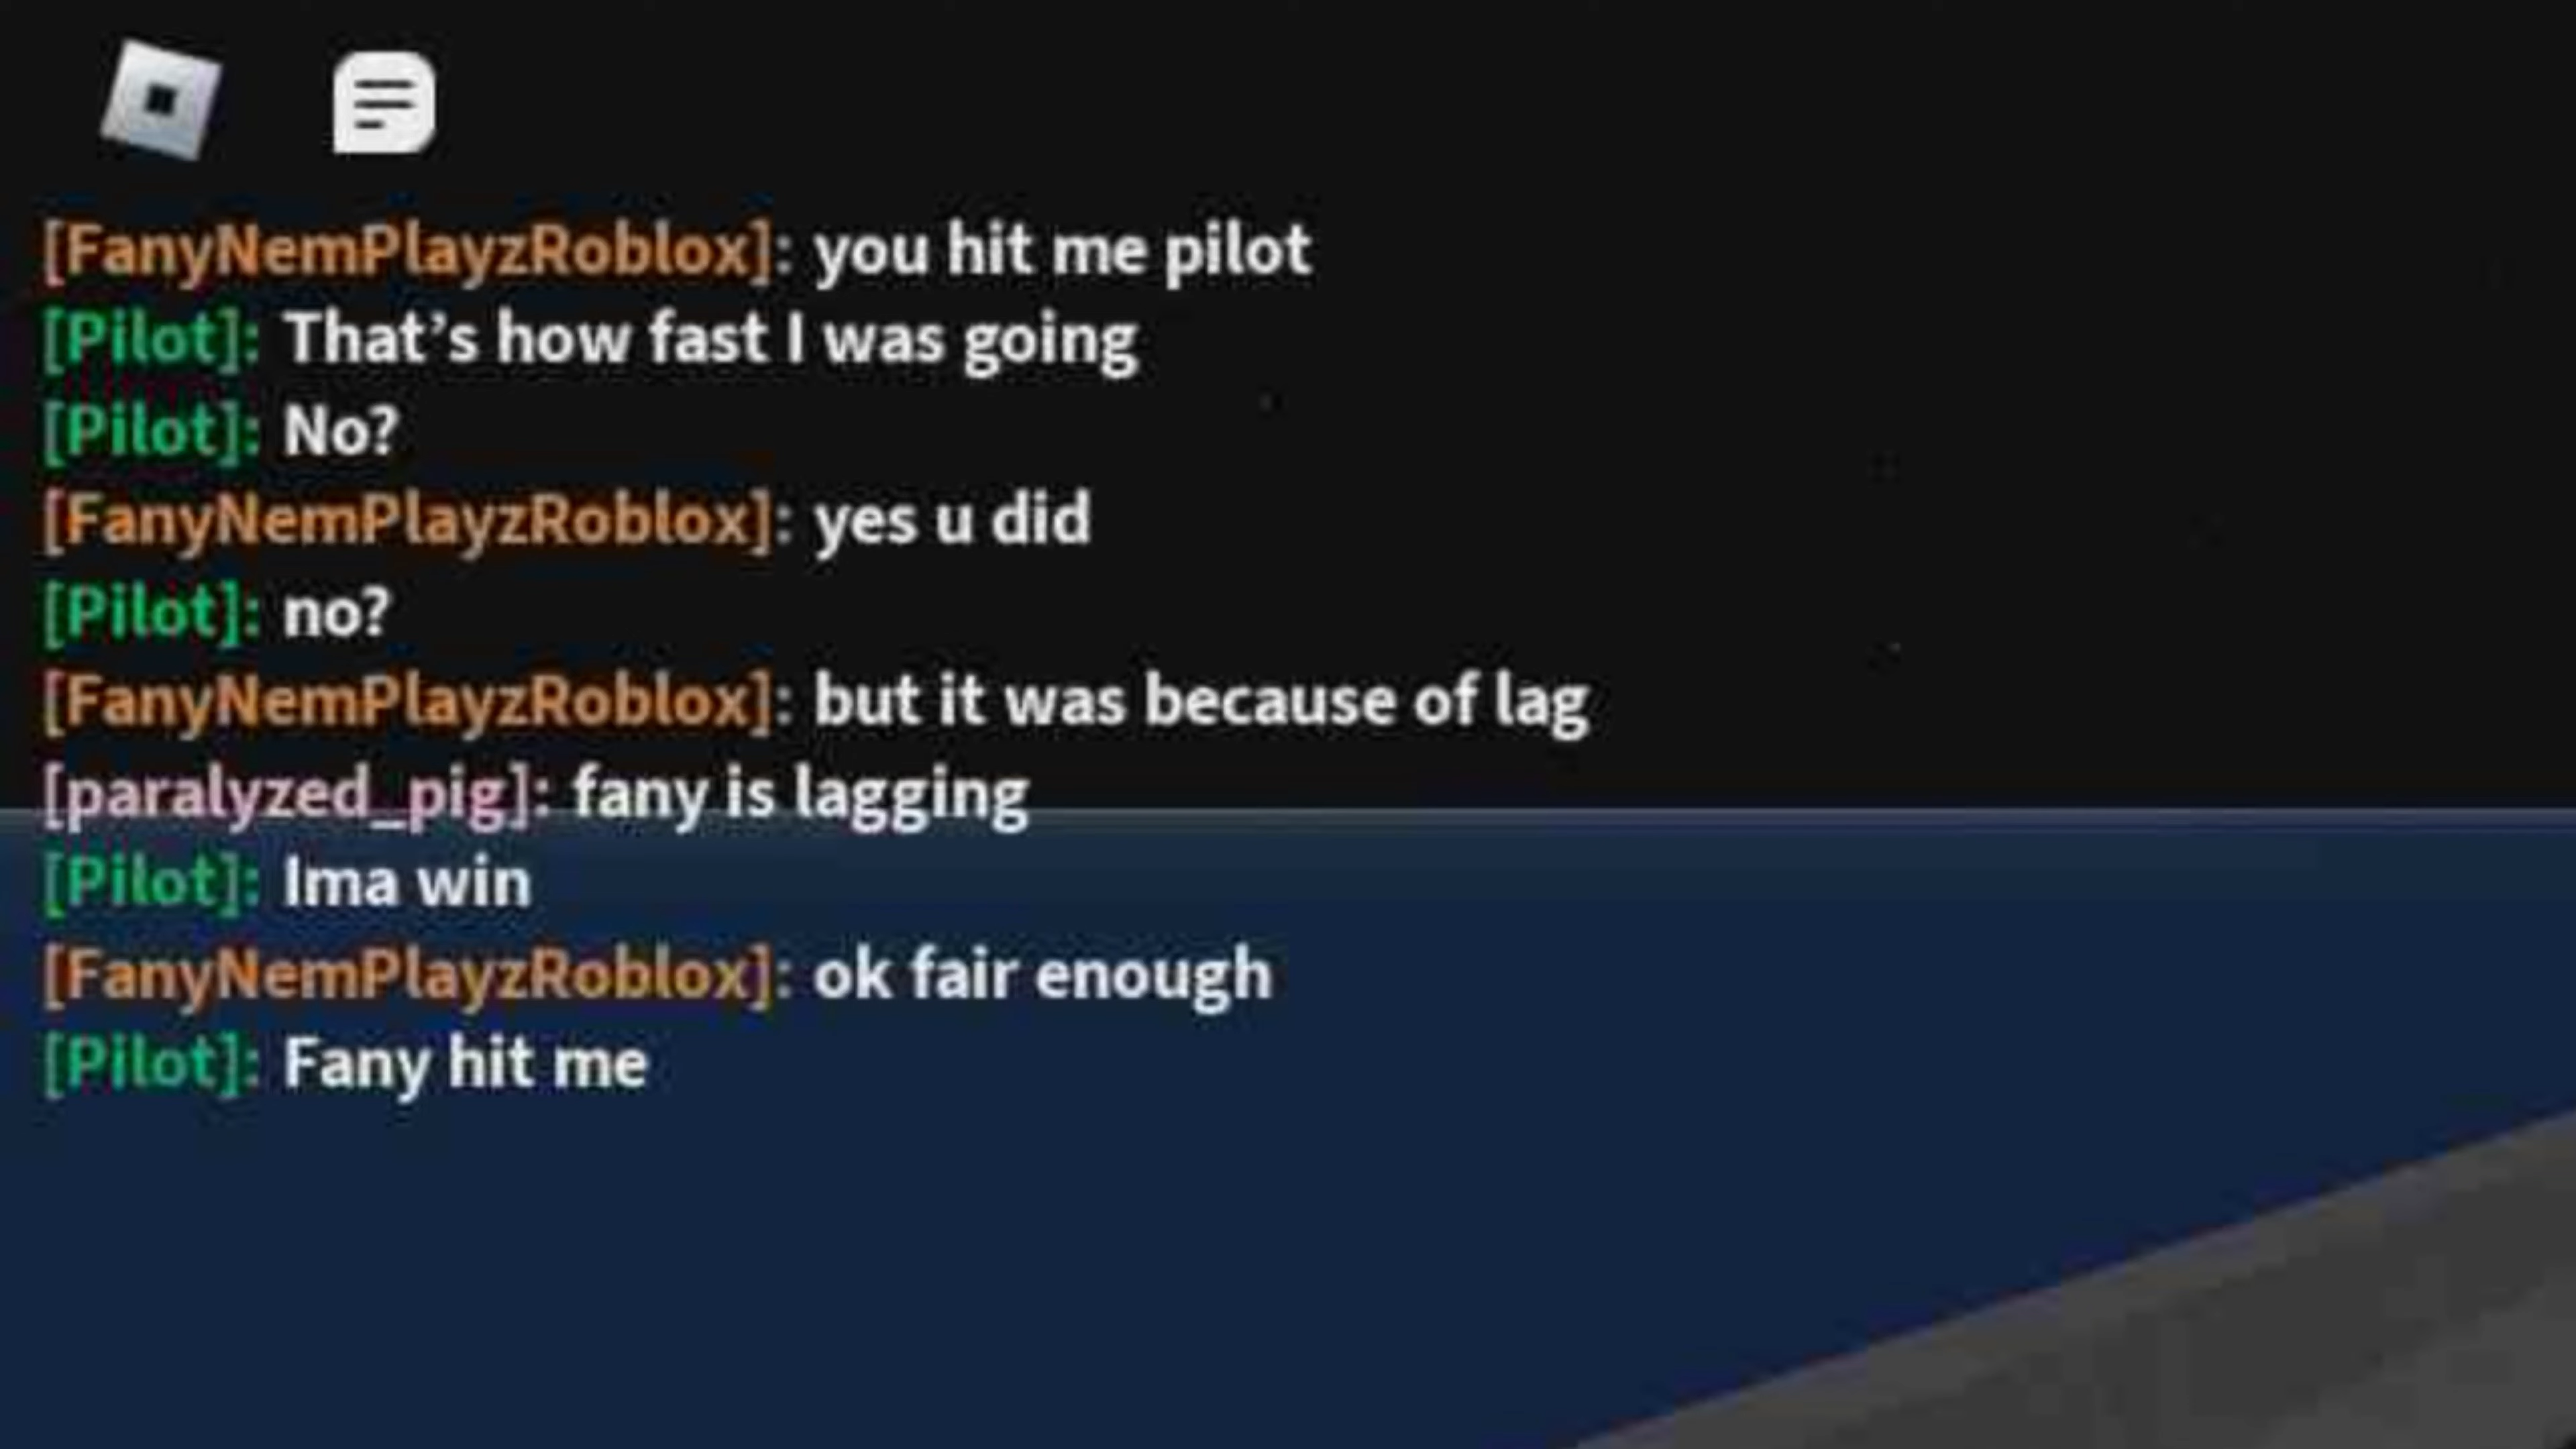 [FanyNemPlayzRoblox]: you hit me pilot
[Pilot]: That’s how fast I was going
[Pilot]: No?
[FanyNemPlayzRoblox]: yes u did
[Pilot]: no?
[FanyNemPlayzRoblox]: but it was because of lag
[paralyzed_pig]: fany is lagging
[Pilot]: Ima win
[FanyNemPlayzRoblox]: ok fair enough
[Pilot]: Fany hit me